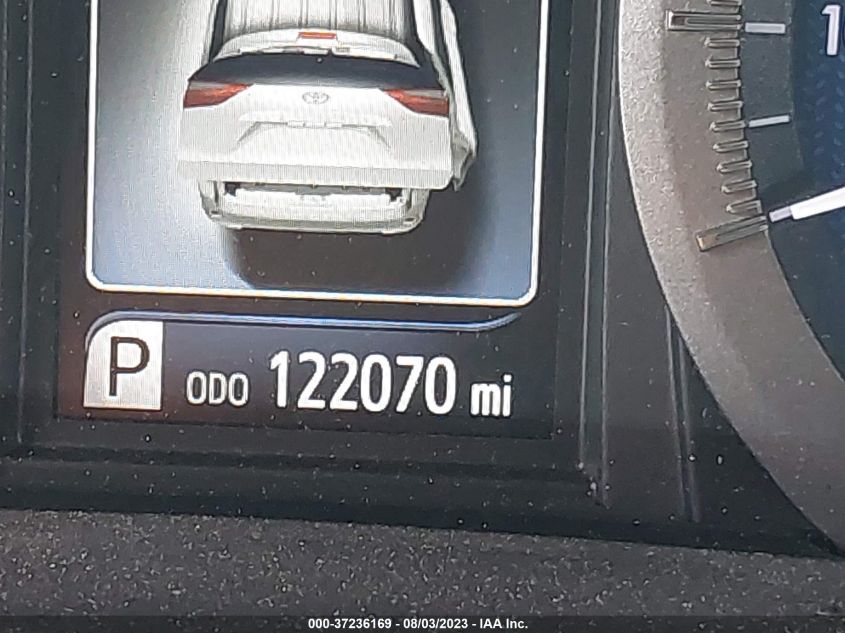 P ODO 122070 mi
000-37236169 - 08/03/2023 - IAA Inc.